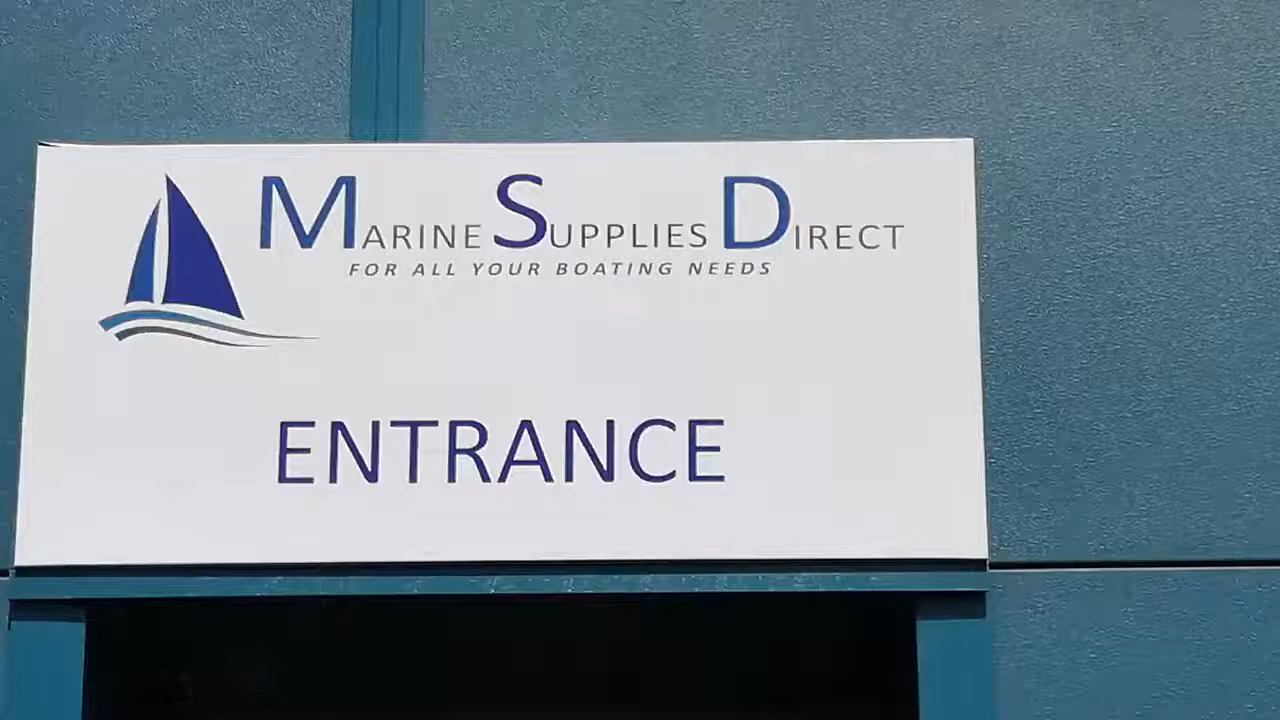 MARINE SUPPLIES DIRECT
FOR ALL YOUR BOATING NEEDS
ENTRANCE